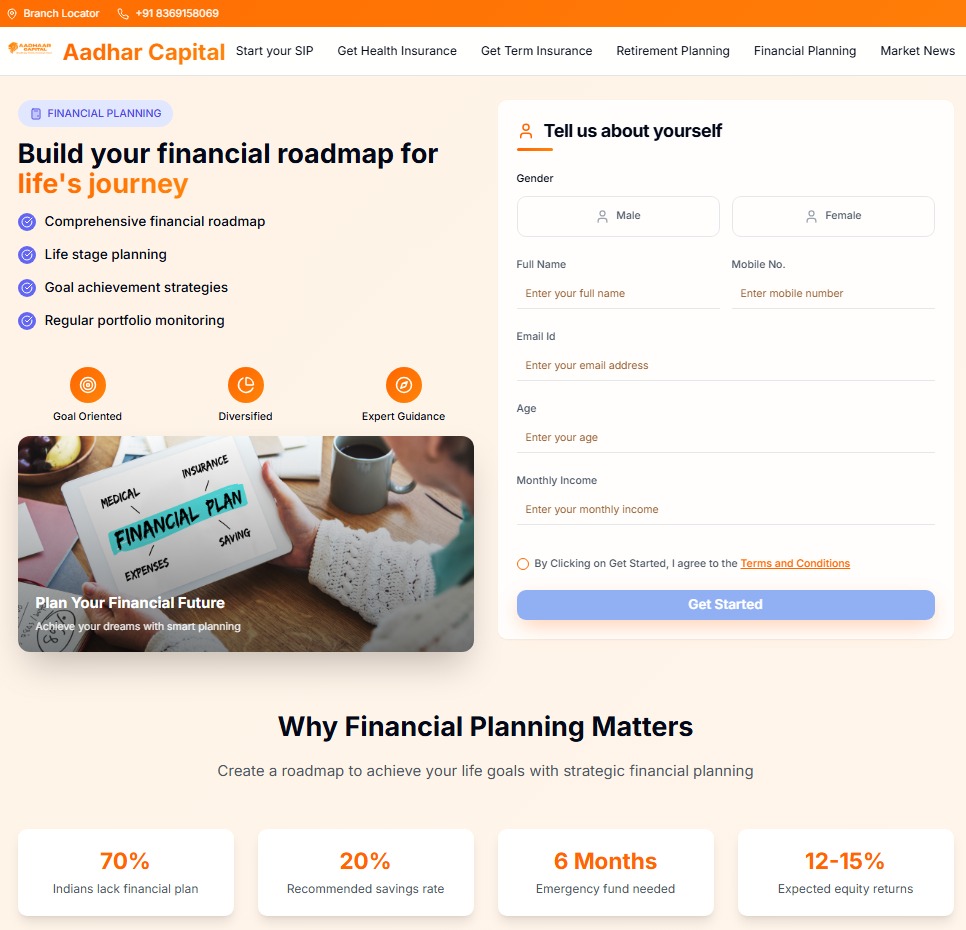 Branch Locator +91 8369158069
AADHAAR
CAPITAL
Aadhar Capital Start your SIP Get Health Insurance Get Term Insurance Retirement Planning Financial Planning Market News
FINANCIAL PLANNING
Build your financial roadmap for
life's journey
Comprehensive financial roadmap
Life stage planning
Goal achievement strategies
Regular portfolio monitoring
Goal Oriented Diversified Expert Guidance
INSURANCE
MEDICAL
FINANCIAL PLAN
SAVING
EXPENSES
Plan Your Financial Future
Achieve your dreams with smart planning
Tell us about yourself
Gender
Male Female
Full Name Mobile No.
Enter your full name Enter mobile number
Email Id
Enter your email address
Age
Enter your age
Monthly Income
Enter your monthly income
By Clicking on Get Started, I agree to the Terms and Conditions
Get Started
Why Financial Planning Matters
Create a roadmap to achieve your life goals with strategic financial planning
70% 20% 6 Months 12-15%
Indians lack financial plan Recommended savings rate Emergency fund needed Expected equity returns